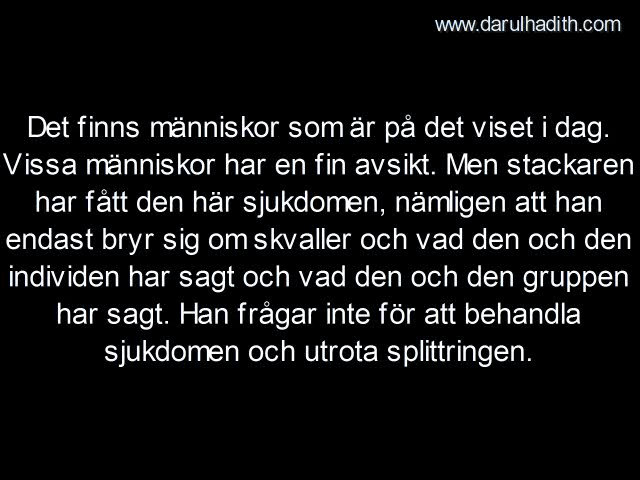 www.darulhadith.com
Det finns människor som är på det viset i dag.
Vissa människor har en fin avsikt. Men stackaren
har fått den här sjukdomen, nämligen att han
endast bryr sig om skvaller och vad den och den
individen har sagt och vad den och den gruppen
har sagt. Han frågar inte för att behandla
sjukdomen och utrota splittringen.